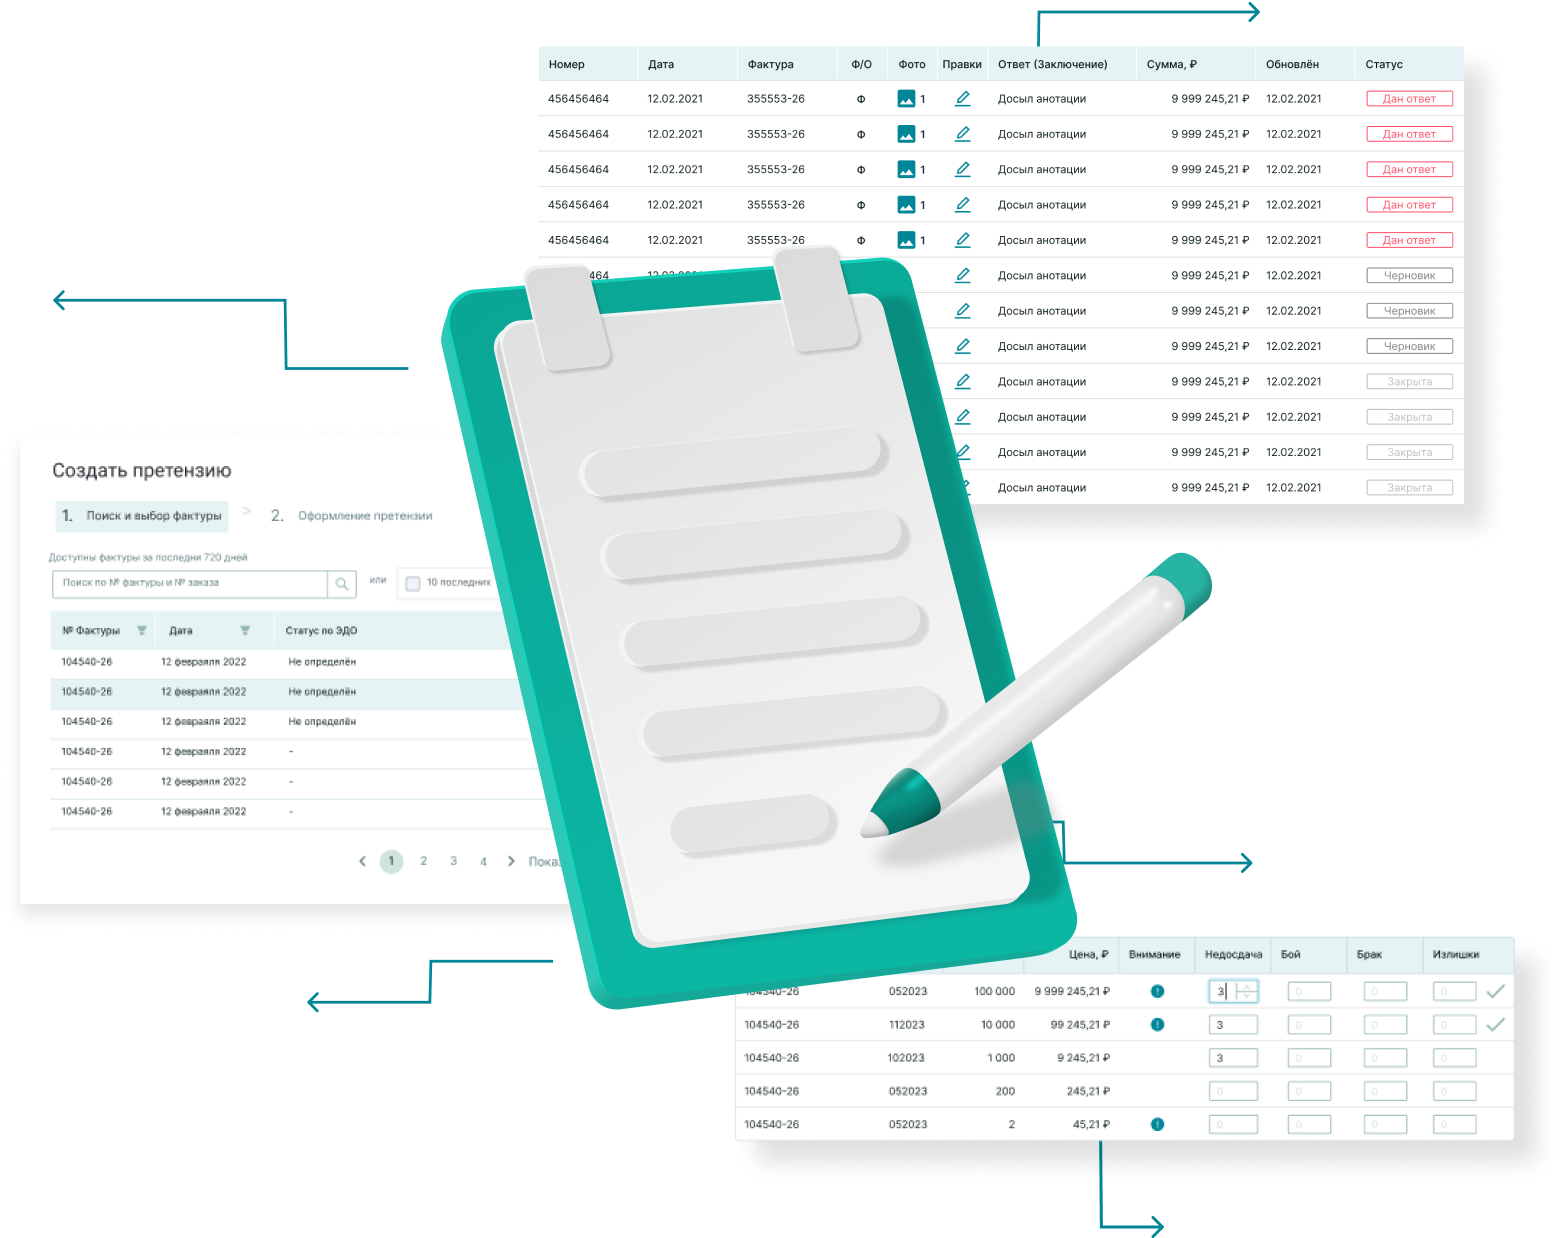 Номер Дата Фактура Ф/О Фото Правки Ответ (Заключение) Сумма, ₽ Обновлён Статус
456456464 12.02.2021 355553-26 Ф 1 Досыл анотации 9 999 245,21 ₽ 12.02.2021 Дан ответ
456456464 12.02.2021 355553-26 Ф 1 Досыл анотации 9 999 245,21 ₽ 12.02.2021 Дан ответ
456456464 12.02.2021 355553-26 Ф 1 Досыл анотации 9 999 245,21 ₽ 12.02.2021 Дан ответ
456456464 12.02.2021 355553-26 Ф 1 Досыл анотации 9 999 245,21 ₽ 12.02.2021 Дан ответ
456456464 12.02.2021 355553-26 Ф 1 Досыл анотации 9 999 245,21 ₽ 12.02.2021 Дан ответ
464 Досыл анотации 9 999 245,21 ₽ 12.02.2021 Черновик
Досыл анотации 9 999 245,21 ₽ 12.02.2021 Черновик
Досыл анотации 9 999 245,21 ₽ 12.02.2021 Черновик
Досыл анотации 9 999 245,21 ₽ 12.02.2021 Закрыта
Досыл анотации 9 999 245,21 ₽ 12.02.2021 Закрыта
Досыл анотации 9 999 245,21 ₽ 12.02.2021 Закрыта
Досыл анотации 9 999 245,21 ₽ 12.02.2021 Закрыта
Создать претензию
1. Поиск и выбор фактуры > 2. Оформление претензии
Доступны фактуры за последни 720 дней
Поиск по № фактуры и № заказа или 10 последних
№ Фактуры Дата Статус по ЭДО
104540-26 12 февраяля 2022 Не определён
104540-26 12 февраяля 2022 Не определён
104540-26 12 февраяля 2022 Не определён
104540-26 12 февраяля 2022 -
104540-26 12 февраяля 2022 -
104540-26 12 февраяля 2022 -
1 2 3 4 Пока
Цена, ₽ Внимание Недосдача Бой Брак Излишки
104540-26 052023 100 000 9 999 245,21 ₽ ! 3 0 0 0
104540-26 112023 10 000 99 245,21 ₽ ! 3 0 0 0
104540-26 102023 1 000 9 245,21 ₽ 3 0 0 0
104540-26 052023 200 245,21 ₽ 0 0 0 0
104540-26 052023 2 45,21 ₽ ! 0 0 0 0